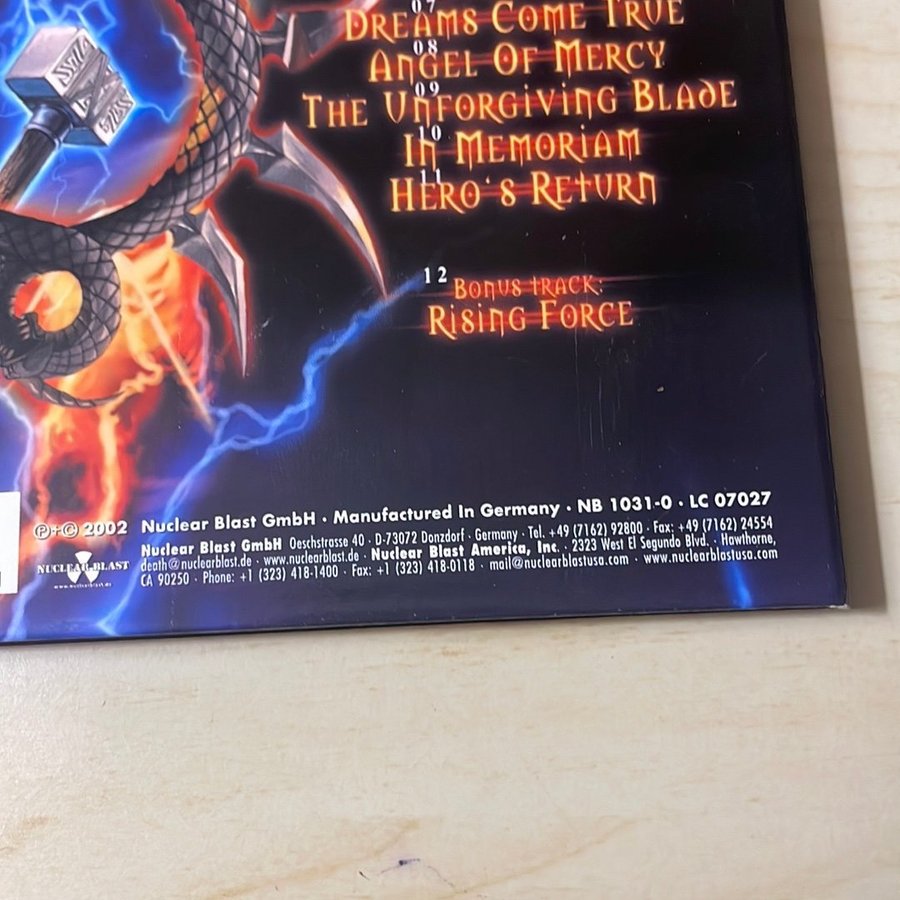 07
Dreams Come True
08
Angel Of Mercy
09
The Unforgiving Blade
10
In Memoriam
11
Hero's Return
12
Bonus track:
Rising Force
℗+© 2002 Nuclear Blast GmbH · Manufactured In Germany · NB 1031-0 · LC 07027
Nuclear Blast GmbH Oeschstrasse 40 · D-73072 Donzdorf · Germany · Tel. +49 (7162) 92800 · Fax: +49 (7162) 24554
death@nuclearblast.de · www.nuclearblast.de · Nuclear Blast America, Inc. · 2323 West El Segundo Blvd. · Hawthorne,
CA 90250 · Phone: +1 (323) 418-1400 · Fax: +1 (323) 418-0118 · mail@nuclearblastusa.com · www.nuclearblastusa.com
NUCLEAR BLAST
www.nuclearblast.de